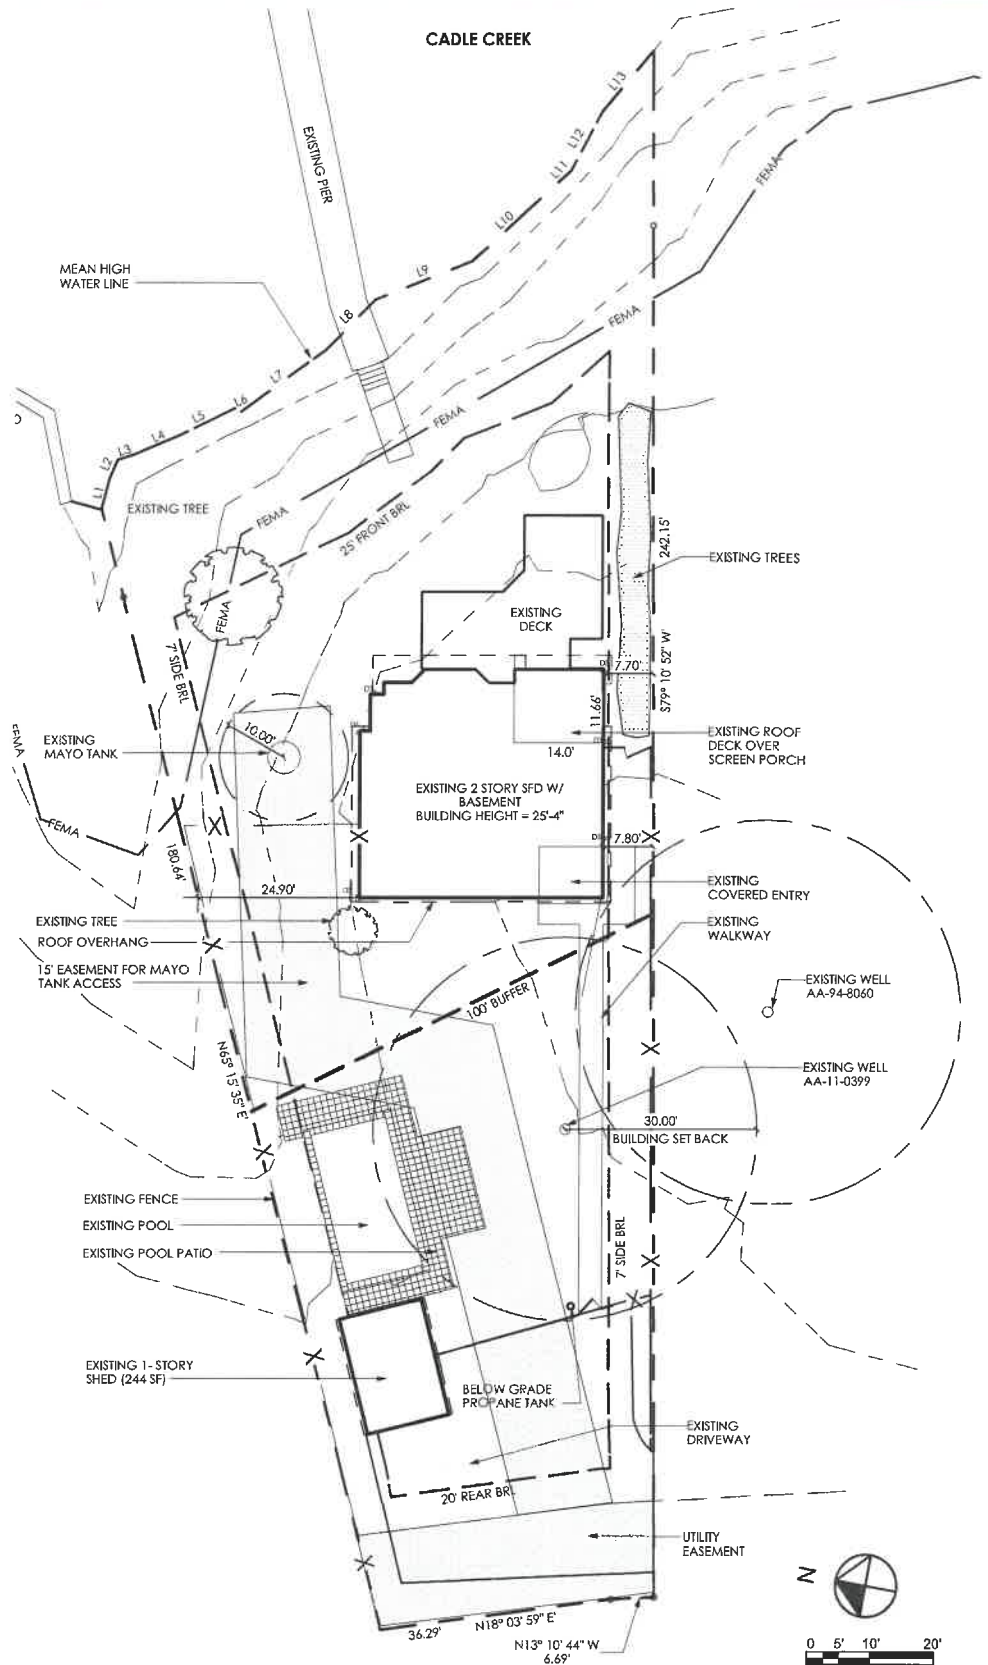 CADLE CREEK
EXISTING PIER
L13
L12
L11
L10
L9
L8
L7
L6
L5
L4
L3
L2
L1
FEMA
FEMA
FEMA
FEMA
FEMA
FEMA
FEMA
MEAN HIGH
WATER LINE
EXISTING TREE
25' FRONT BRL
7' SIDE BRL
EXISTING
DECK
242.15'
S79° 10' 52" W
EXISTING TREES
7.70'
11.66'
14.0'
EXISTING ROOF
DECK OVER
SCREEN PORCH
10.00'
EXISTING
MAYO TANK
EXISTING 2 STORY SFD W/
BASEMENT
BUILDING HEIGHT = 25'-4"
7.80'
180.64'
24.90'
EXISTING
COVERED ENTRY
EXISTING TREE
ROOF OVERHANG
EXISTING
WALKWAY
15' EASEMENT FOR MAYO
TANK ACCESS
100' BUFFER
EXISTING WELL
AA-94-8060
N65° 15' 35" E
EXISTING WELL
AA-11-0399
30.00'
BUILDING SET BACK
EXISTING FENCE
EXISTING POOL
EXISTING POOL PATIO
7' SIDE BRL
EXISTING 1- STORY
SHED (244 SF)
BELOW GRADE
PROPANE TANK
EXISTING
DRIVEWAY
20' REAR BRL
UTILITY
EASEMENT
N
36.29'
N18° 03' 59" E'
N13° 10' 44" W
6.69'
0 5' 10' 20'